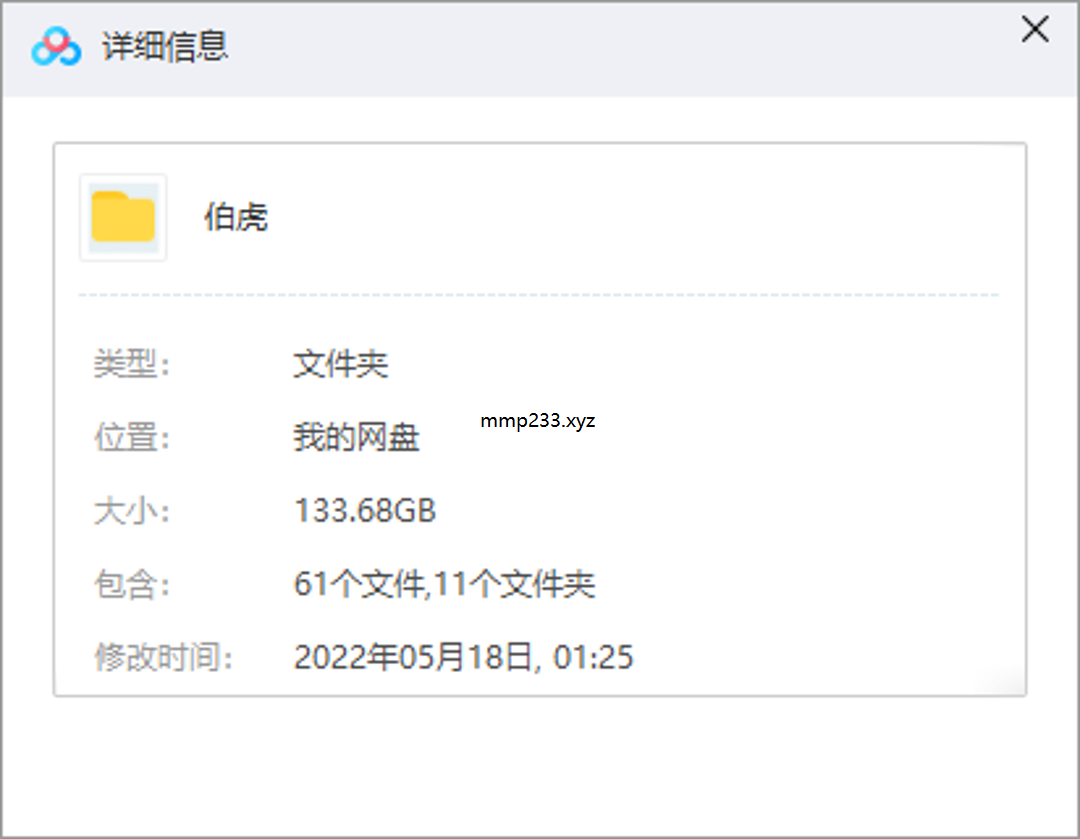 详细信息
伯虎
类型： 文件夹
位置： 我的网盘
mmp233.xyz
大小： 133.68GB
包含： 61个文件,11个文件夹
修改时间： 2022年05月18日, 01:25